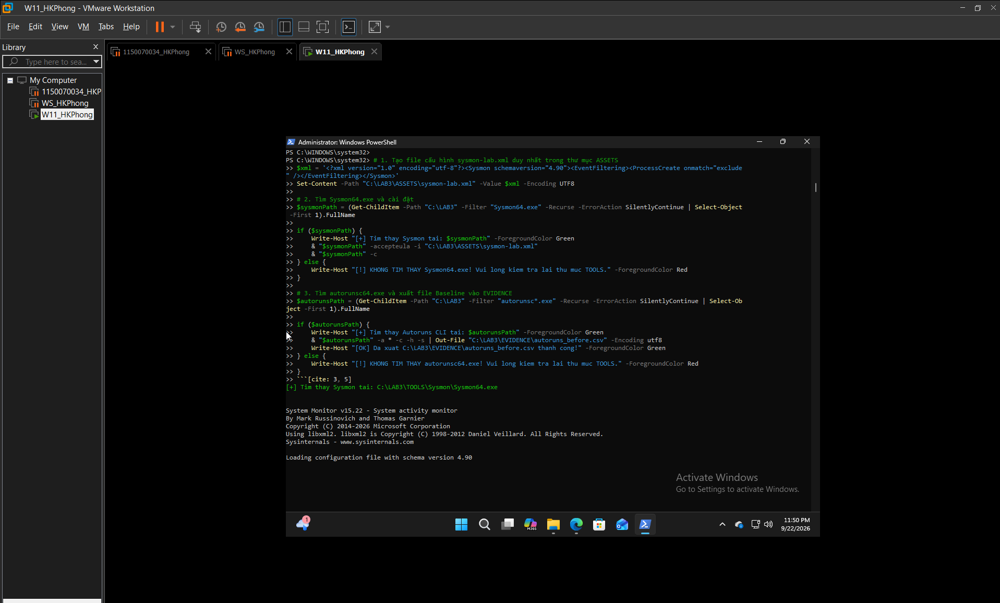 W11_HKPhong - VMware Workstation
File Edit View VM Tabs Help
Library
1150070034_HKPhong
WS_HKPhong
W11_HKPhong
Type here to sea...
My Computer
1150070034_HKP
WS_HKPhong
W11_HKPhong
Administrator: Windows PowerShell
PS C:\WINDOWS\system32>
PS C:\WINDOWS\system32> # 1. Tạo file cấu hình sysmon-lab.xml duy nhất trong thư mục ASSETS
>> $xml = '<?xml version="1.0" encoding="utf-8"?><Sysmon schemaversion="4.90"><EventFiltering><ProcessCreate onmatch="exclude
" /></EventFiltering></Sysmon>'
>> Set-Content -Path "C:\LAB3\ASSETS\sysmon-lab.xml" -Value $xml -Encoding UTF8
>>
>> # 2. Tìm Sysmon64.exe và cài đặt
>> $sysmonPath = (Get-ChildItem -Path "C:\LAB3" -Filter "Sysmon64.exe" -Recurse -ErrorAction SilentlyContinue | Select-Object
-First 1).FullName
>>
>> if ($sysmonPath) {
>>     Write-Host "[+] Tim thay Sysmon tai: $sysmonPath" -ForegroundColor Green
>>     & "$sysmonPath" -accepteula -i "C:\LAB3\ASSETS\sysmon-lab.xml"
>>     & "$sysmonPath" -c
>> } else {
>>     Write-Host "[!] KHONG TIM THAY Sysmon64.exe! Vui long kiem tra lai thu muc TOOLS." -ForegroundColor Red
>> }
>>
>> # 3. Tìm autorunsc64.exe và xuất file Baseline vào EVIDENCE
>> $autorunsPath = (Get-ChildItem -Path "C:\LAB3" -Filter "autorunsc*.exe" -Recurse -ErrorAction SilentlyContinue | Select-Ob
ject -First 1).FullName
>>
>> if ($autorunsPath) {
>>     Write-Host "[+] Tim thay Autoruns CLI tai: $autorunsPath" -ForegroundColor Green
>>     & "$autorunsPath" -a * -c -h -s | Out-File "C:\LAB3\EVIDENCE\autoruns_before.csv" -Encoding utf8
>>     Write-Host "[OK] Da xuat C:\LAB3\EVIDENCE\autoruns_before.csv thanh cong!" -ForegroundColor Green
>> } else {
>>     Write-Host "[!] KHONG TIM THAY autorunsc64.exe! Vui long kiem tra lai thu muc TOOLS." -ForegroundColor Red
>> }
>> ```[cite: 3, 5]
[+] Tim thay Sysmon tai: C:\LAB3\TOOLS\Sysmon\Sysmon64.exe
System Monitor v15.22 - System activity monitor
By Mark Russinovich and Thomas Garnier
Copyright (C) 2014-2026 Microsoft Corporation
Using libxml2. libxml2 is Copyright (C) 1998-2012 Daniel Veillard. All Rights Reserved.
Sysinternals - www.sysinternals.com
Loading configuration file with schema version 4.90
Activate Windows
Go to Settings to activate Windows.
1
M365
11:50 PM
9/22/2026